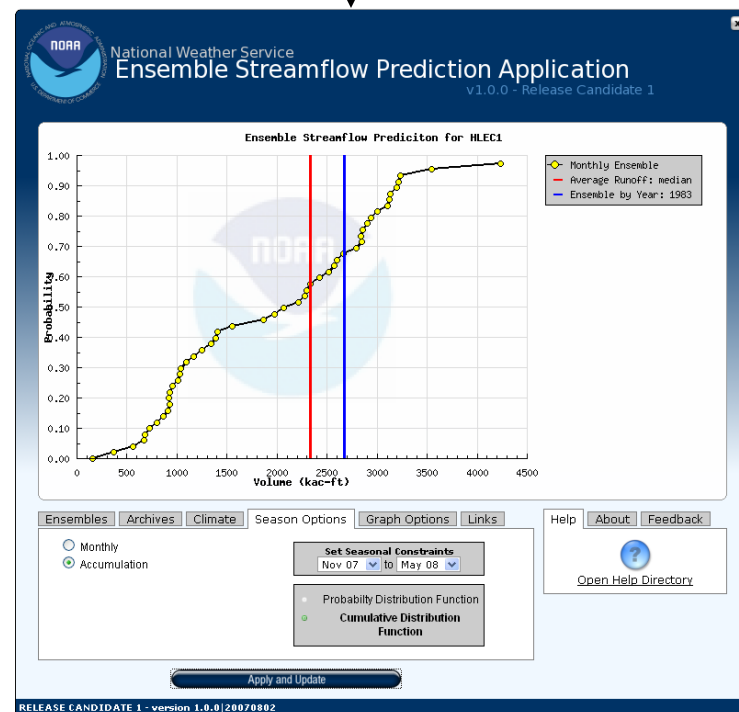 NOAA
NATIONAL OCEANIC AND ATMOSPHERIC ADMINISTRATION
U.S. DEPARTMENT OF COMMERCE
National Weather Service
Ensemble Streamflow Prediction Application
v1.0.0 - Release Candidate 1
Ensemble Streamflow Prediciton for HLEC1
1.00
0.90
0.80
0.70
0.60
0.50
0.40
0.30
0.20
0.10
0.00
Probability
NOAA
0
500
1000
1500
2000
2500
3000
3500
4000
4500
Volume (kac-ft)
Monthly Ensemble
Average Runoff: median
Ensemble by Year: 1983
Ensembles Archives Climate Season Options Graph Options Links
Monthly
Accumulation
Set Seasonal Constraints
Nov 07 to May 08
Probabilty Distribution Function
Cumulative Distribution
Function
Help About Feedback
?
Open Help Directory
Apply and Update
RELEASE CANDIDATE 1 - version 1.0.0|20070802